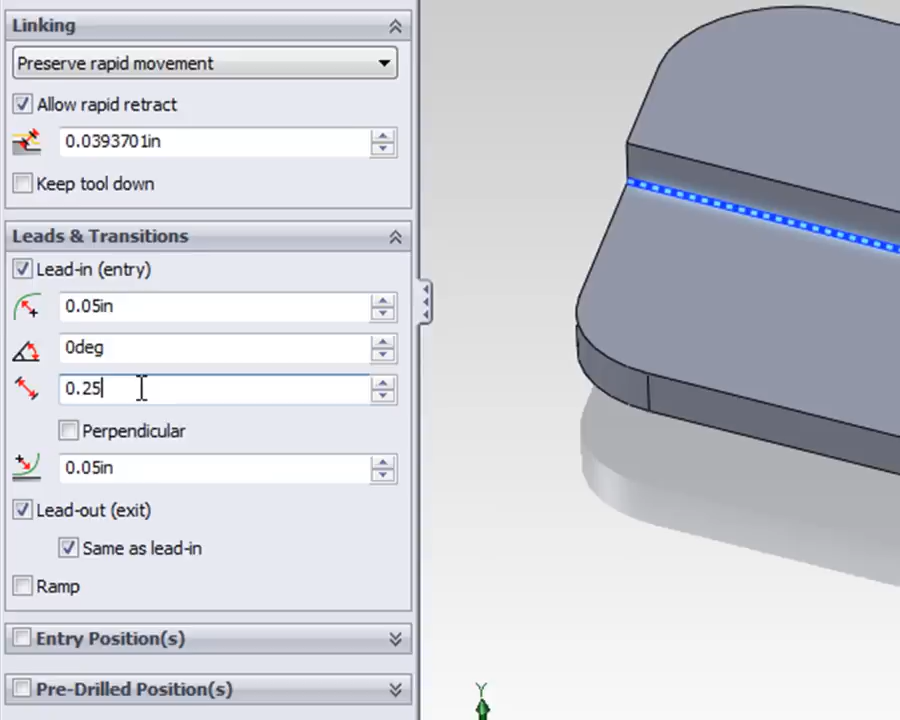 Linking
Preserve rapid movement
Allow rapid retract
0.0393701in
Keep tool down
Leads & Transitions
Lead-in (entry)
0.05in
0deg
0.25
Perpendicular
0.05in
Lead-out (exit)
Same as lead-in
Ramp
Entry Position(s)
Pre-Drilled Position(s)
Y